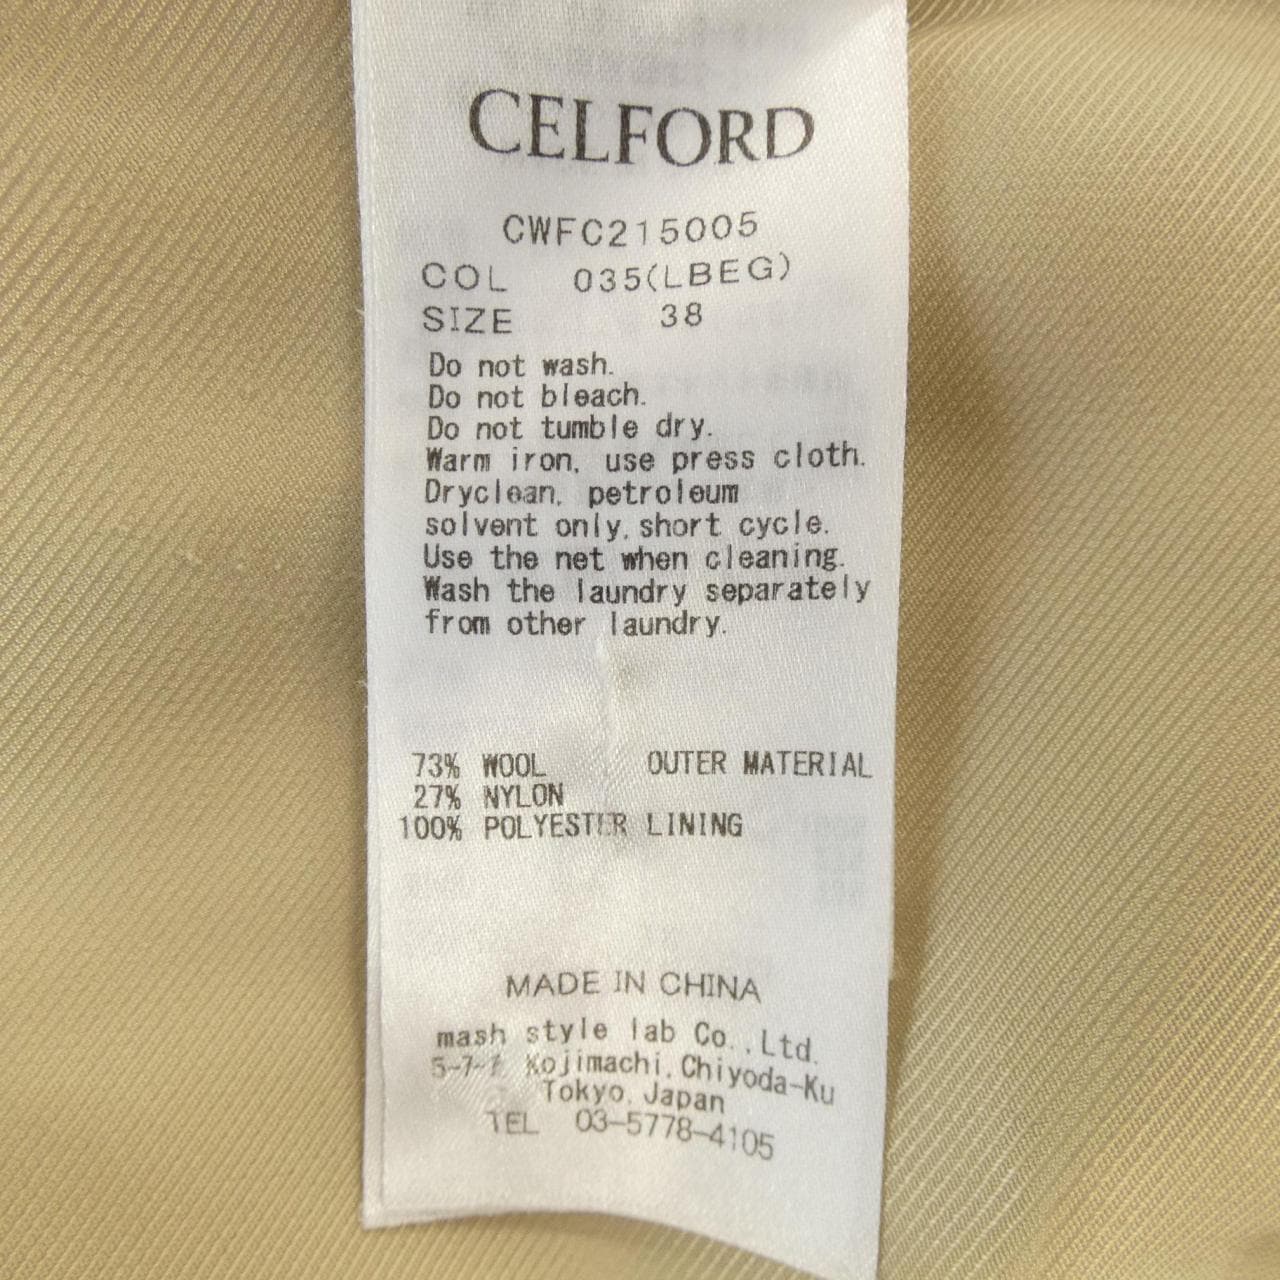 CELFORD
CWFC215005
COL 035(LBEG)
SIZE 38
Do not wash.
Do not bleach.
Do not tumble dry.
Warm iron, use press cloth.
Dryclean, petroleum
solvent only, short cycle.
Use the net when cleaning.
Wash the laundry separately
from other laundry.
73% WOOL OUTER MATERIAL
27% NYLON
100% POLYESTER LINING
MADE IN CHINA
mash style lab Co.,Ltd.
Kojimachi, Chiyoda-Ku
Tokyo, Japan
TEL 03-5778-4105